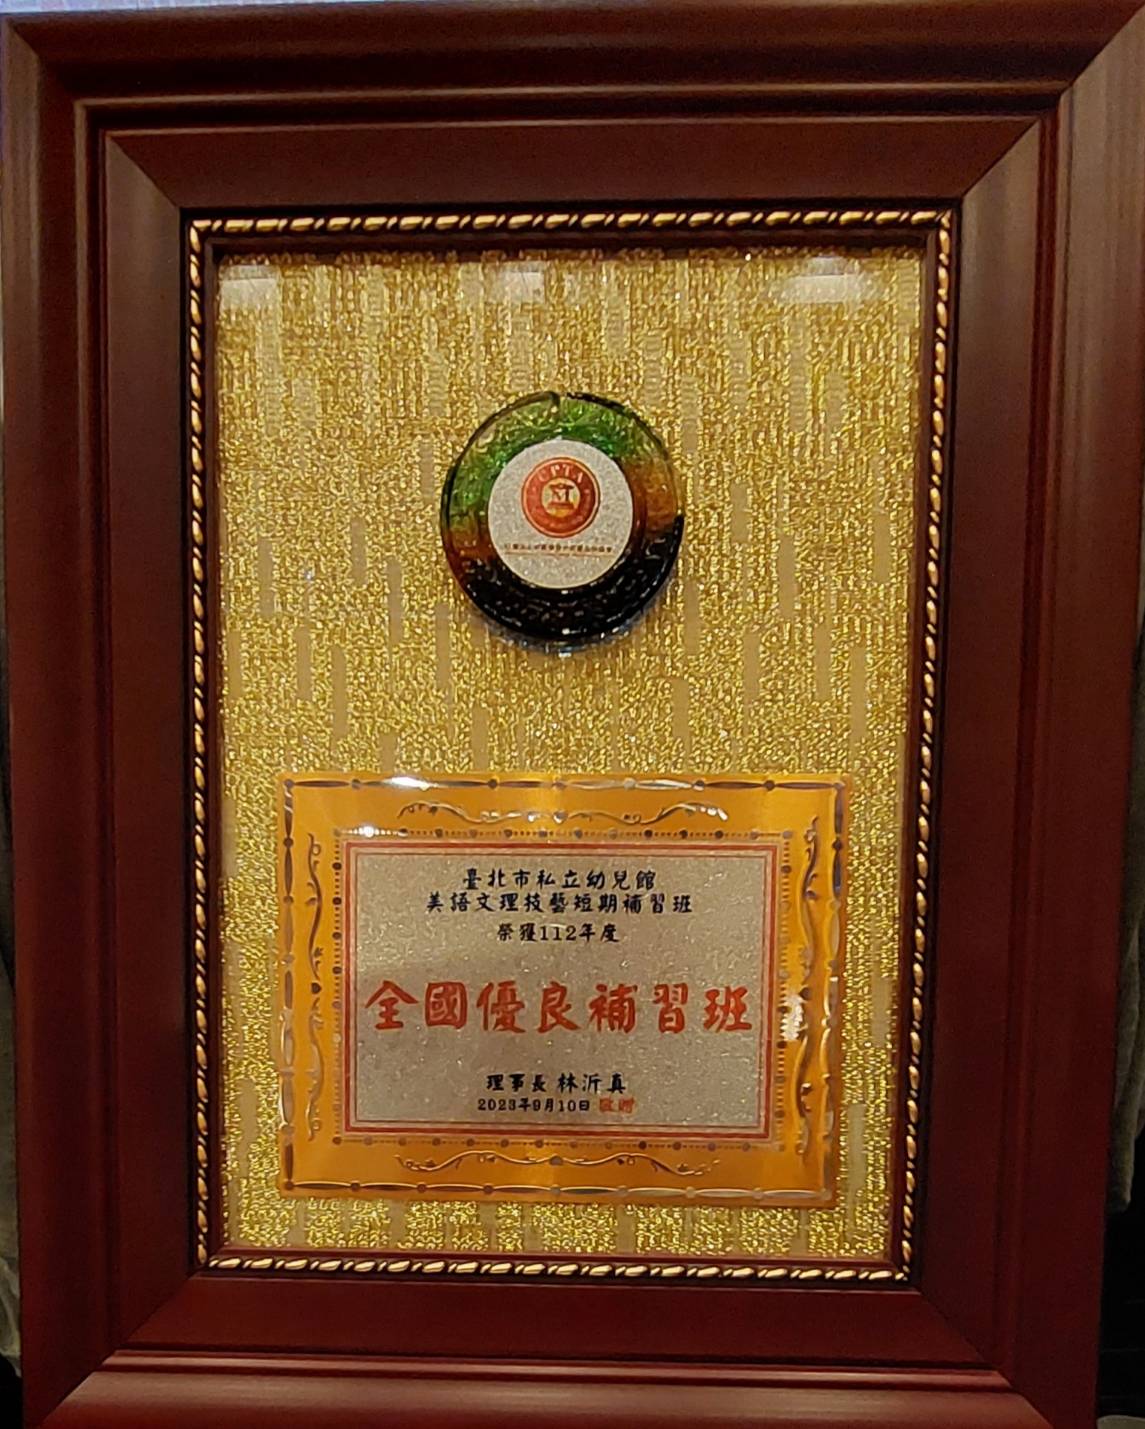 CPTA
臺北市私立幼兒館
美語文理技藝短期補習班
榮獲112年度
全國優良補習班
理事長 林沂真
2023年9月10日 敬贈